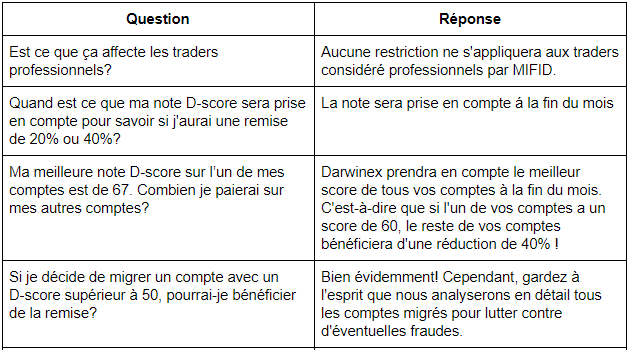 Question
Réponse
Est ce que ça affecte les traders
professionnels?
Aucune restriction ne s'appliquera aux traders
considéré professionnels par MIFID.
Quand est ce que ma note D-score sera prise
en compte pour savoir si j'aurai une remise
de 20% ou 40%?
La note sera prise en compte á la fin du mois
Ma meilleure note D-score sur l'un de mes
comptes est de 67. Combien je paierai sur
mes autres comptes?
Darwinex prendra en compte le meilleur
score de tous vos comptes à la fin du mois.
C'est-à-dire que si l'un de vos comptes a un
score de 60, le reste de vos comptes
bénéficiera d'une réduction de 40% !
Si je décide de migrer un compte avec un
D-score supérieur à 50, pourrai-je bénéficier
de la remise?
Bien évidemment! Cependant, gardez à
l'esprit que nous analyserons en détail tous
les comptes migrés pour lutter contre
d'éventuelles fraudes.